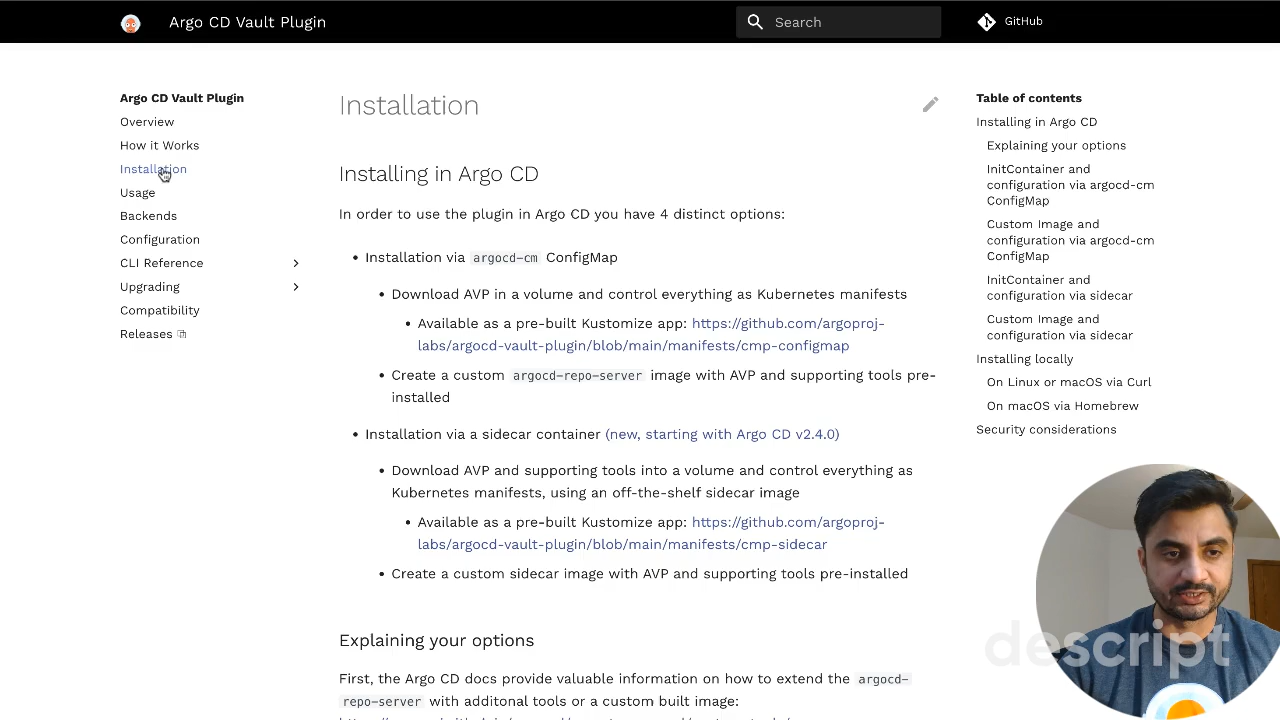 Argo CD Vault Plugin
Search
GitHub
Argo CD Vault Plugin
Overview
How it Works
Installation
Usage
Backends
Configuration
CLI Reference
Upgrading
Compatibility
Releases
Installation
Installing in Argo CD
In order to use the plugin in Argo CD you have 4 distinct options:
Installation via argocd-cm ConfigMap
Download AVP in a volume and control everything as Kubernetes manifests
Available as a pre-built Kustomize app: https://github.com/argoproj-
labs/argocd-vault-plugin/blob/main/manifests/cmp-configmap
Create a custom argocd-repo-server image with AVP and supporting tools pre-
installed
Installation via a sidecar container (new, starting with Argo CD v2.4.0)
Download AVP and supporting tools into a volume and control everything as
Kubernetes manifests, using an off-the-shelf sidecar image
Available as a pre-built Kustomize app: https://github.com/argoproj-
labs/argocd-vault-plugin/blob/main/manifests/cmp-sidecar
Create a custom sidecar image with AVP and supporting tools pre-installed
Explaining your options
First, the Argo CD docs provide valuable information on how to extend the argocd-
repo-server with additonal tools or a custom built image:
Table of contents
Installing in Argo CD
Explaining your options
InitContainer and
configuration via argocd-cm
ConfigMap
Custom Image and
configuration via argocd-cm
ConfigMap
InitContainer and
configuration via sidecar
Custom Image and
configuration via sidecar
Installing locally
On Linux or macOS via Curl
On macOS via Homebrew
Security considerations
descript